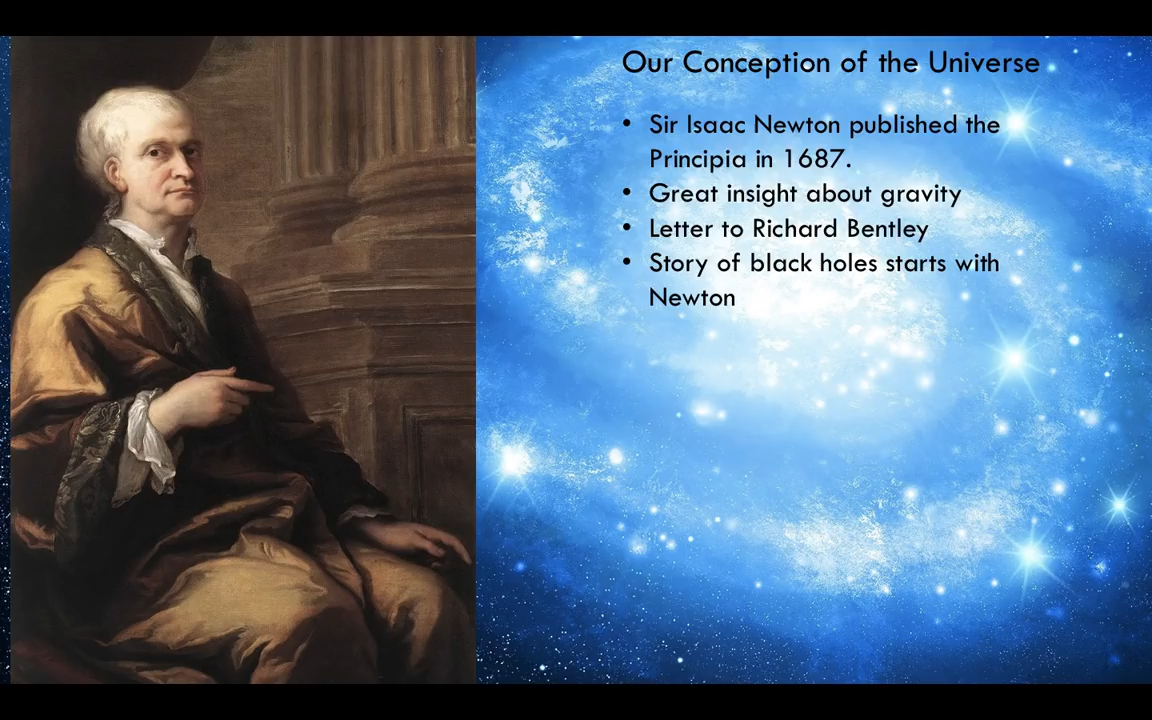 Our Conception of the Universe
• Sir Isaac Newton published the
Principia in 1687.
• Great insight about gravity
• Letter to Richard Bentley
• Story of black holes starts with
Newton